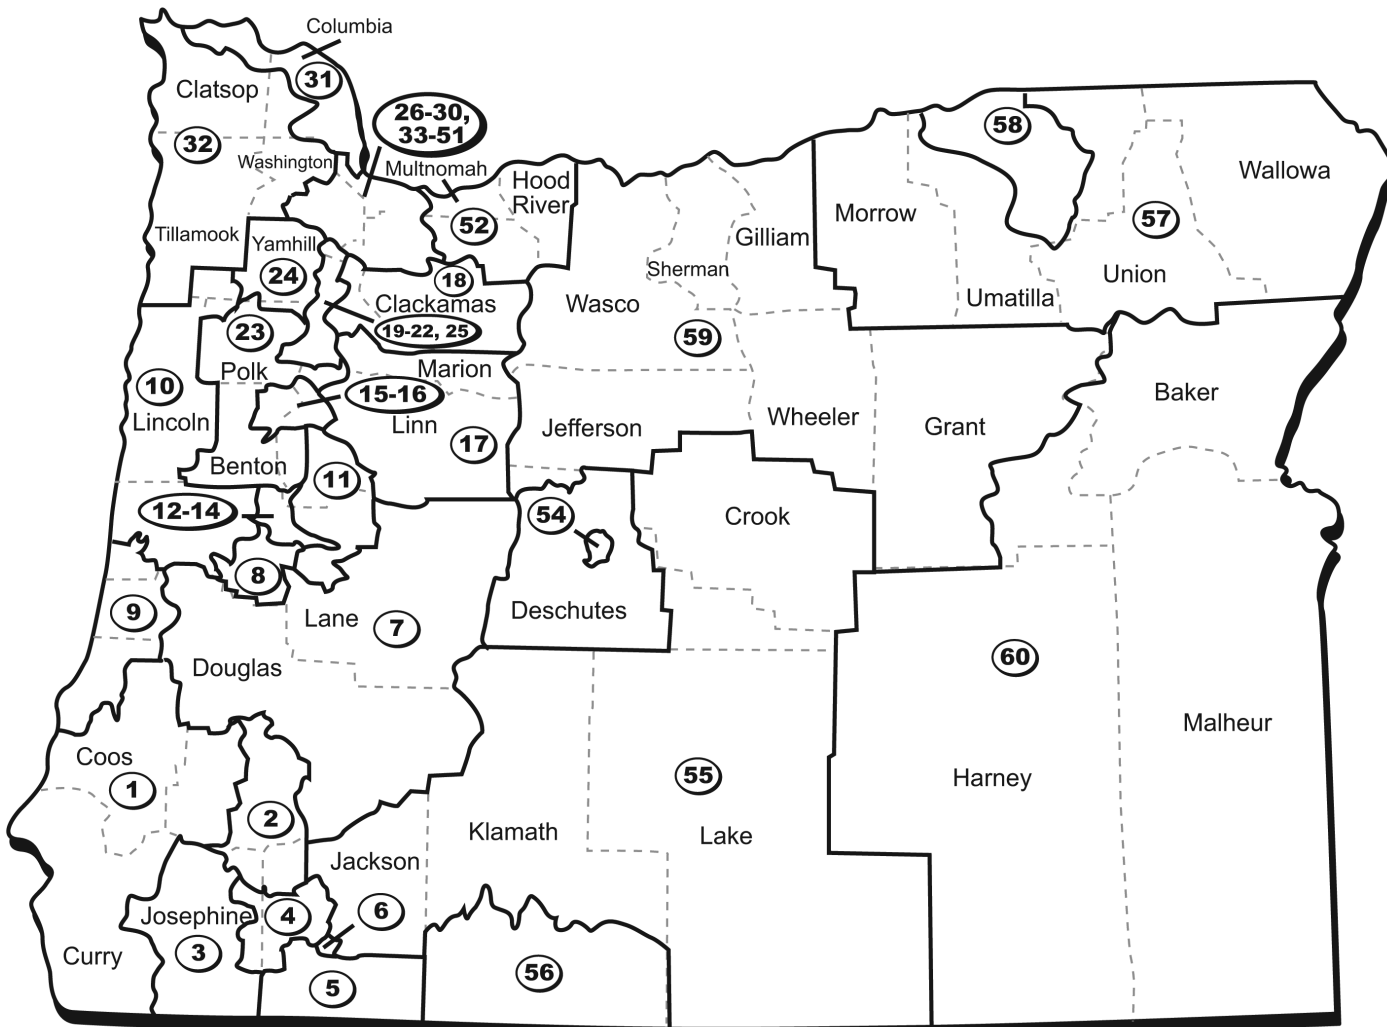 Columbia
31
Clatsop
26-30,
33-51
32
Washington
Multnomah
Hood
River
58
Wallowa
Morrow
57
52
Tillamook
Yamhill
Gilliam
24
18
Sherman
Union
Umatilla
Clackamas
Wasco
19-22, 25
23
59
Polk
Marion
10
15-16
Baker
Lincoln
Linn
Jefferson
Wheeler
Grant
17
Benton
11
12-14
54
Crook
8
9
Deschutes
Lane
7
Douglas
60
Malheur
Coos
1
55
Harney
2
Klamath
Lake
Jackson
Josephine
4
6
Curry
3
5
56